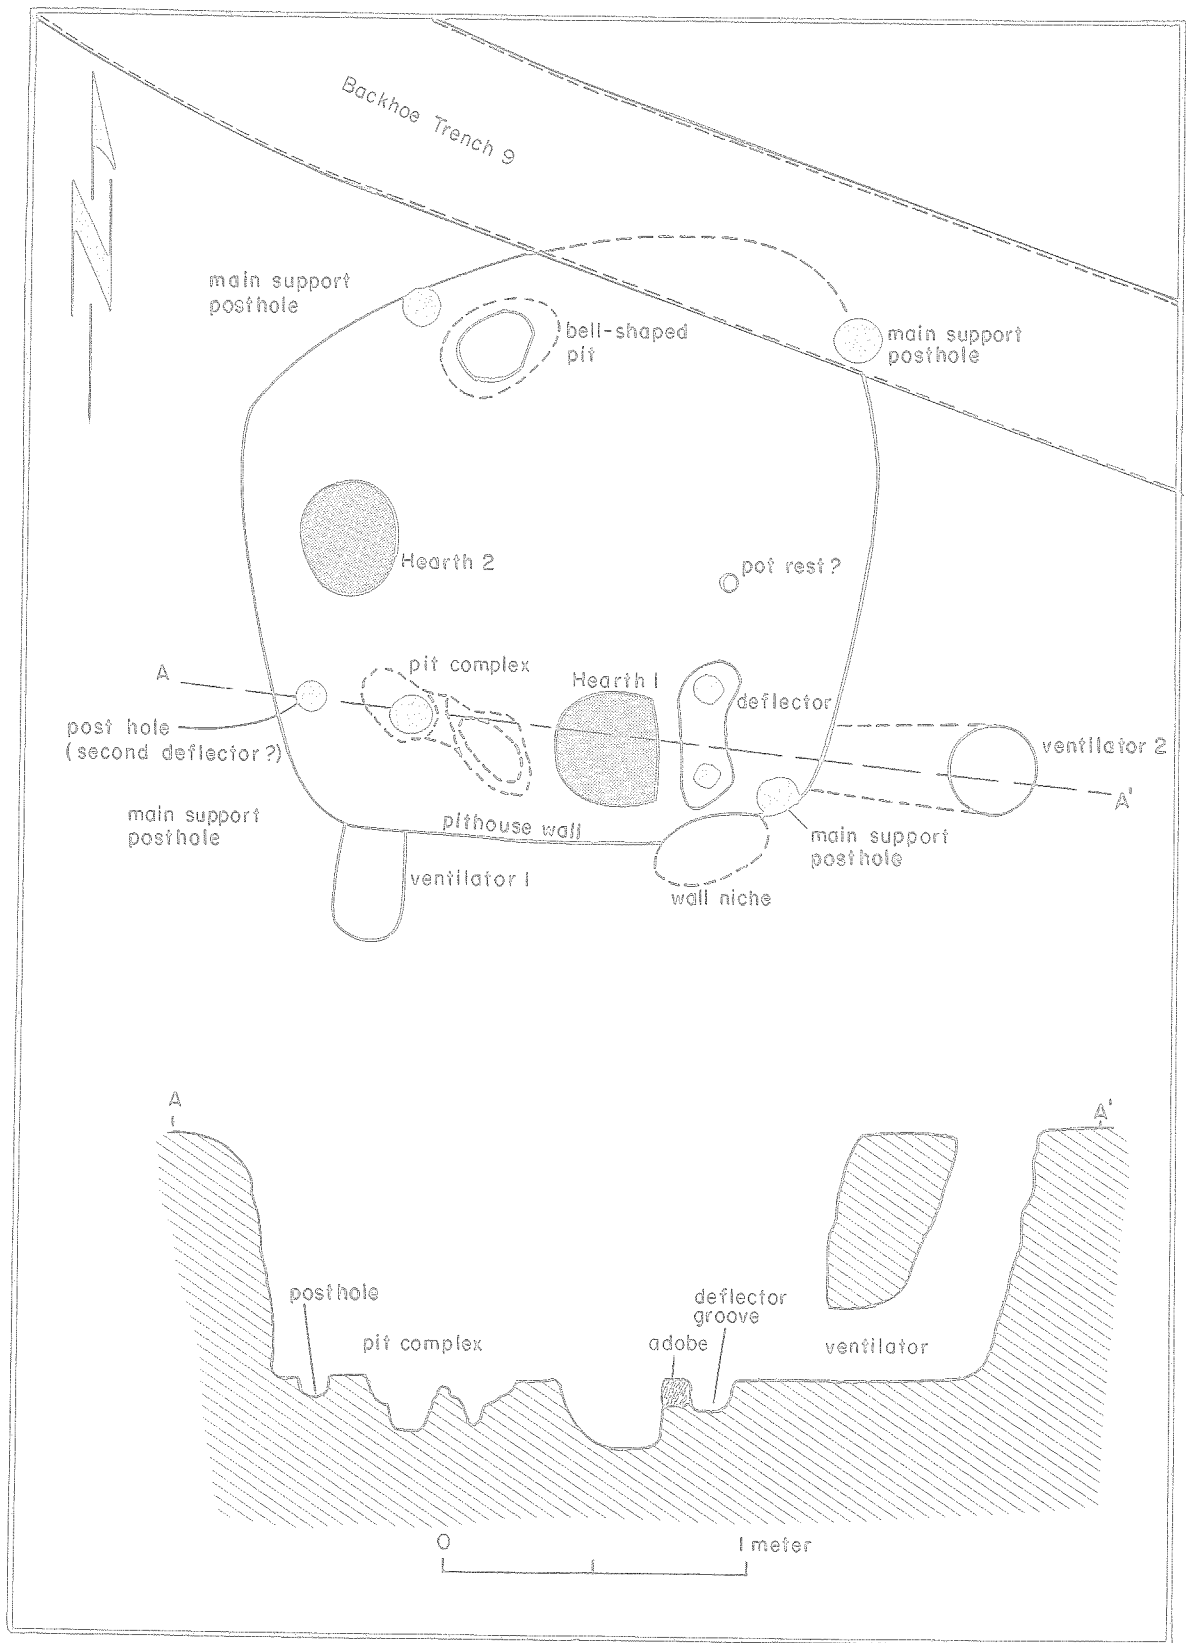 Backhoe Trench 9
main support
posthole
bell-shaped
pit
main support
posthole
Hearth 2
pot rest?
A
pit complex
Hearth 1
deflector
post hole
(second deflector?)
ventilator 2
A'
main support
posthole
pithouse wall
main support
posthole
ventilator 1
wall niche
A
A'
posthole
deflector
groove
pit complex
adobe
ventilator
0
1 meter